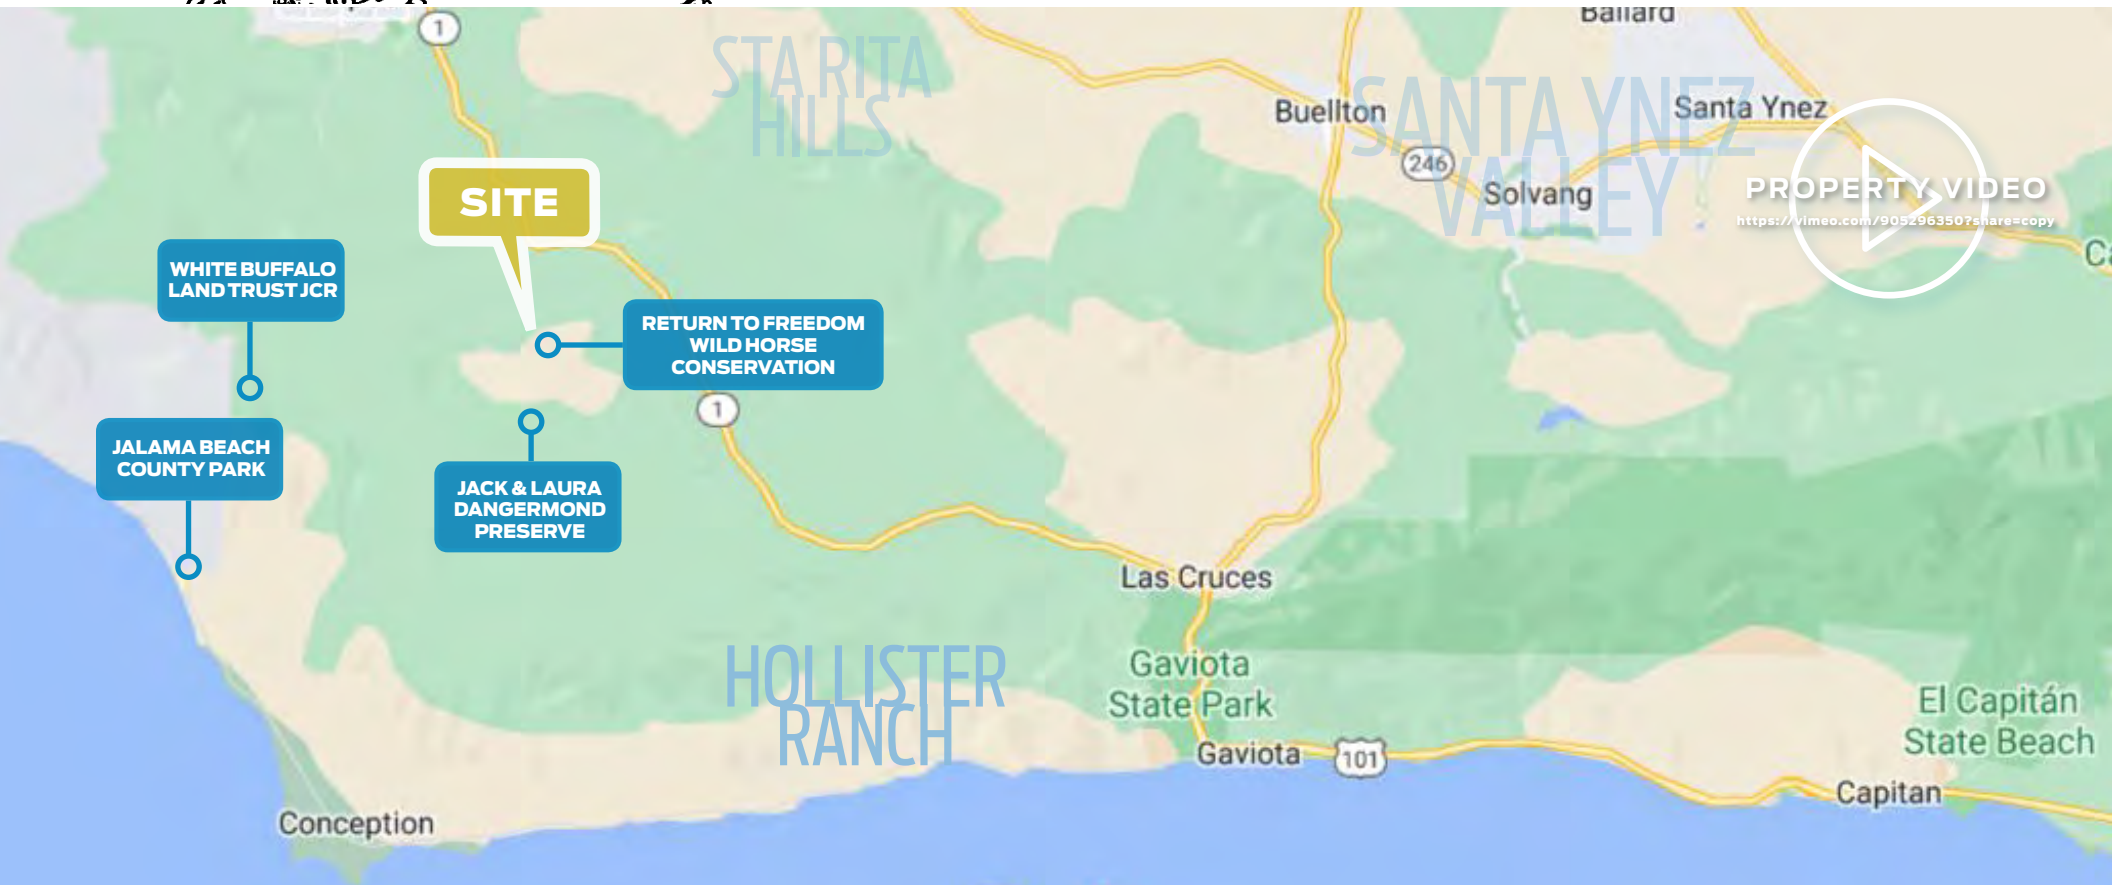 Ballard
1
STA RITA
HILLS
SANTA YNEZ
VALLEY
Buellton
Santa Ynez
246
Solvang
PROPERTY VIDEO
https://vimeo.com/905296350?share=copy
SITE
WHITE BUFFALO
LAND TRUST JCR
RETURN TO FREEDOM
WILD HORSE
CONSERVATION
1
JALAMA BEACH
COUNTY PARK
JACK & LAURA
DANGERMOND
PRESERVE
Las Cruces
HOLLISTER
RANCH
Gaviota
State Park
El Capitán
State Beach
Gaviota
101
Capitan
Conception